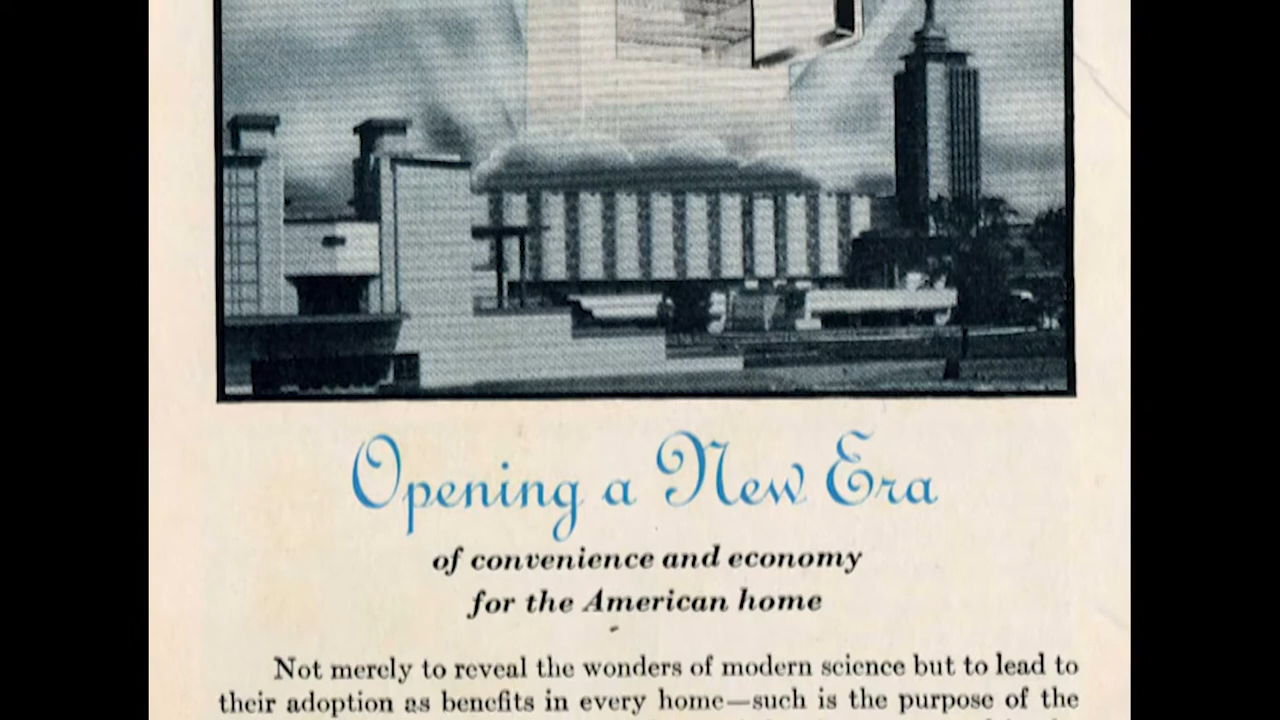 Opening a New Era
of convenience and economy
for the American home
Not merely to reveal the wonders of modern science but to lead to
their adoption as benefits in every home—such is the purpose of the